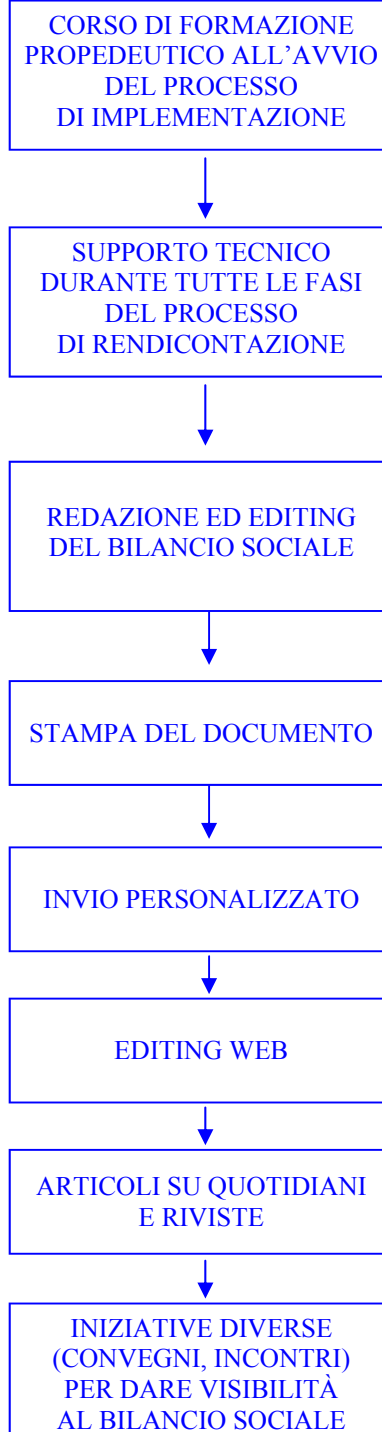 CORSO DI FORMAZIONE
PROPEDEUTICO ALL’AVVIO
DEL PROCESSO
DI IMPLEMENTAZIONE
SUPPORTO TECNICO
DURANTE TUTTE LE FASI
DEL PROCESSO
DI RENDICONTAZIONE
REDAZIONE ED EDITING
DEL BILANCIO SOCIALE
STAMPA DEL DOCUMENTO
INVIO PERSONALIZZATO
EDITING WEB
ARTICOLI SU QUOTIDIANI
E RIVISTE
INIZIATIVE DIVERSE
(CONVEGNI, INCONTRI)
PER DARE VISIBILITÀ
AL BILANCIO SOCIALE